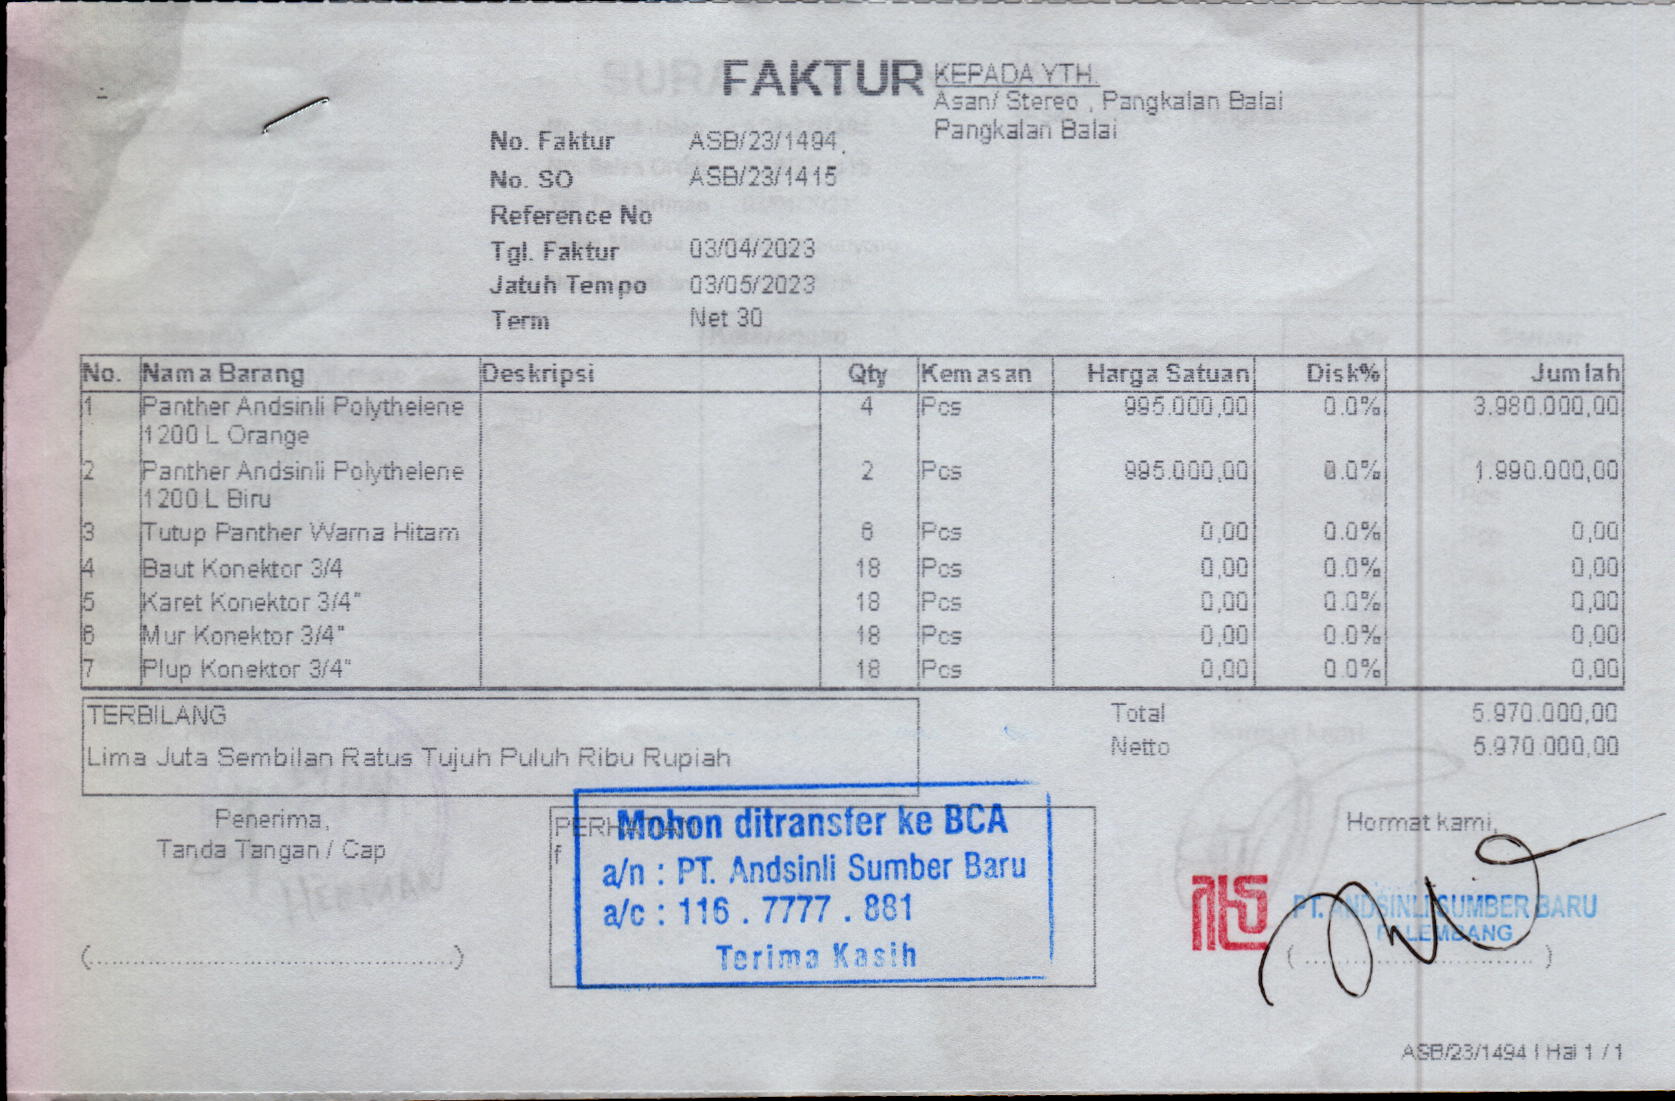 FAKTUR
KEPADA YTH.
Asan/ Stereo , Pangkalan Balai
Pangkalan Balai
No. Faktur ASB/23/1494
No. SO ASB/23/1415
Reference No
Tgl. Faktur 03/04/2023
Jatuh Tempo 03/05/2023
Term Net 30
No. Nama Barang Deskripsi Qty Kemasan Harga Satuan Disk% Jumlah
1 Panther Andsinli Polythelene 4 Pcs 995.000,00 0.0% 3.980.000,00
1200 L Orange
2 Panther Andsinli Polythelene 2 Pcs 995.000,00 0.0% 1.990.000,00
1200 L Biru
3 Tutup Panther Warna Hitam 6 Pcs 0,00 0.0% 0,00
4 Baut Konektor 3/4 18 Pcs 0,00 0.0% 0,00
5 Karet Konektor 3/4" 18 Pcs 0,00 0.0% 0,00
6 Mur Konektor 3/4" 18 Pcs 0,00 0.0% 0,00
7 Plup Konektor 3/4" 18 Pcs 0,00 0.0% 0,00
TERBILANG
Lima Juta Sembilan Ratus Tujuh Puluh Ribu Rupiah
Total 5.970.000,00
Netto 5.970.000,00
Penerima,
Tanda Tangan / Cap
HERMAN
(................................................)
PERHATIAN
f
Mohon ditransfer ke BCA
a/n : PT. Andsinli Sumber Baru
a/c : 116 . 7777 . 881
Terima Kasih
Hormat kami,
PT. ANDSINLI SUMBER BARU
PALEMBANG
( .............................. )
ASB/23/1494 | Hal 1 / 1